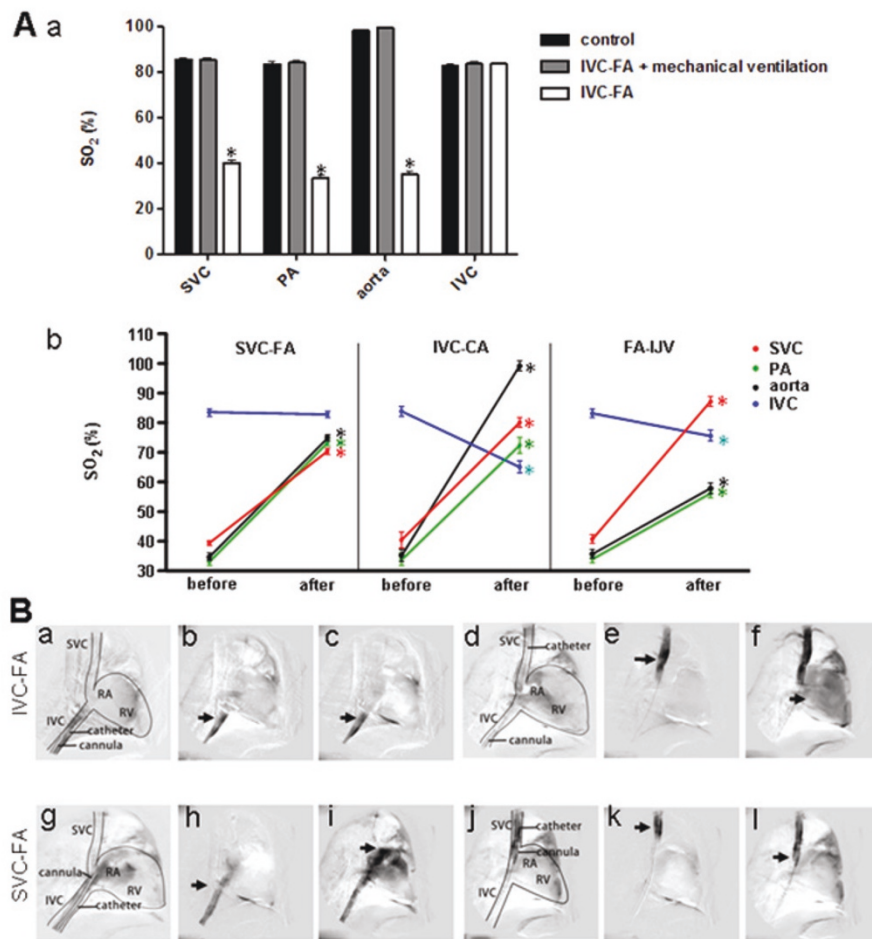 A a
100
80
60
40
20
0
SO2 (%)
* * *
SVC PA aorta IVC
control
IVC-FA + mechanical ventilation
IVC-FA
b
110
100
90
80
70
60
50
40
30
SO2 (%)
SVC-FA IVC-CA FA-IJV
* * * * * * * * * * *
before after before after before after
SVC
PA
aorta
IVC
B
IVC-FA
a b c d e f
SVC
RA
RV
IVC
catheter
cannula
SVC
catheter
RA
RV
IVC
cannula
SVC-FA
g h i j k l
SVC
cannula
RA
RV
IVC
catheter
SVC
catheter
cannula
RA
RV
IVC